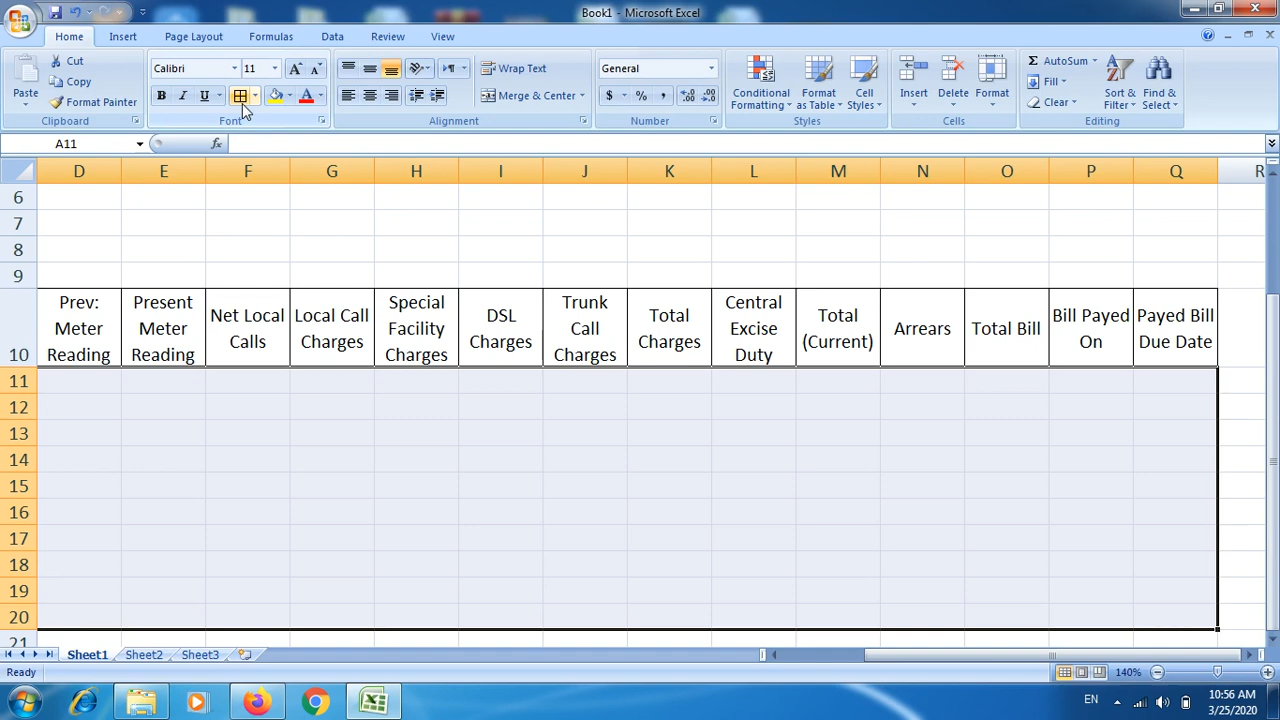 Book1 - Microsoft Excel
Home Insert Page Layout Formulas Data Review View
Paste
Cut
Copy
Format Painter
Clipboard
Calibri 11
B I U A
Font
Wrap Text
Merge & Center
Alignment
General
$ % ,
Number
Conditional Formatting
Format as Table
Cell Styles
Styles
Insert Delete Format
Cells
AutoSum
Fill
Clear
Sort & Filter
Find & Select
Editing
A11 fx
D E F G H I J K L M N O P Q R
6
7
8
9
10
Prev: Meter Reading
Present Meter Reading
Net Local Calls
Local Call Charges
Special Facility Charges
DSL Charges
Trunk Call Charges
Total Charges
Central Excise Duty
Total (Current)
Arrears
Total Bill
Bill Payed On
Payed Bill Due Date
11
12
13
14
15
16
17
18
19
20
21
Sheet1 Sheet2 Sheet3
Ready 140%
EN 10:56 AM
3/25/2020